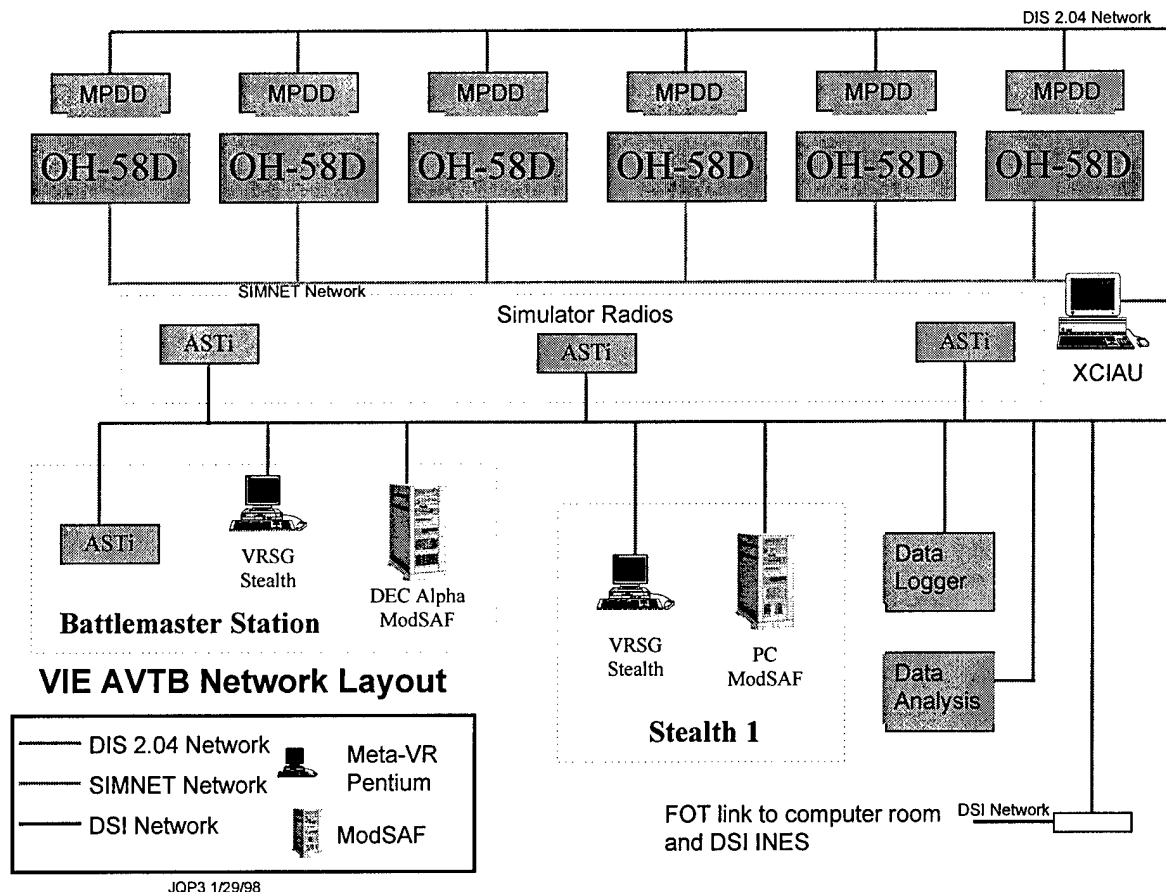 DIS 2.04 Network
MPDD MPDD MPDD MPDD MPDD MPDD
OH-58D OH-58D OH-58D OH-58D OH-58D OH-58D
SIMNET Network
Simulator Radios
ASTi ASTi ASTi
XCIAU
ASTi
VRSG
Stealth
DEC Alpha
ModSAF
Battlemaster Station
VRSG
Stealth
PC
ModSAF
Stealth 1
Data
Logger
Data
Analysis
VIE AVTB Network Layout
DIS 2.04 Network
SIMNET Network
DSI Network
Meta-VR
Pentium
ModSAF
FOT link to computer room
and DSI INES
DSI Network
JQP3 1/29/98